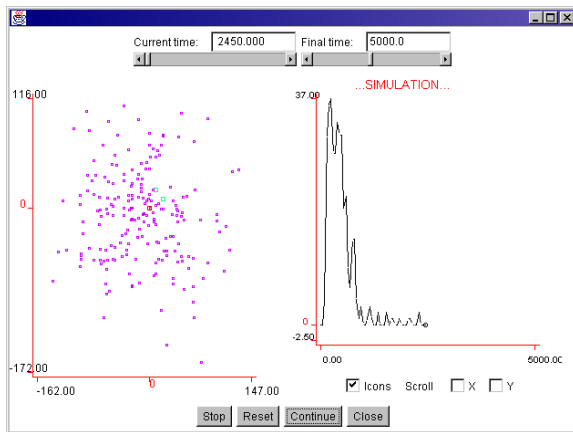 Current time: 2450.000 Final time: 5000.0
...SIMULATION...
116.00
37.00
0
0
-2.50
-172.00
0.00 5000.00
-162.00 0 147.00
Icons Scroll X Y
Stop Reset Continue Close